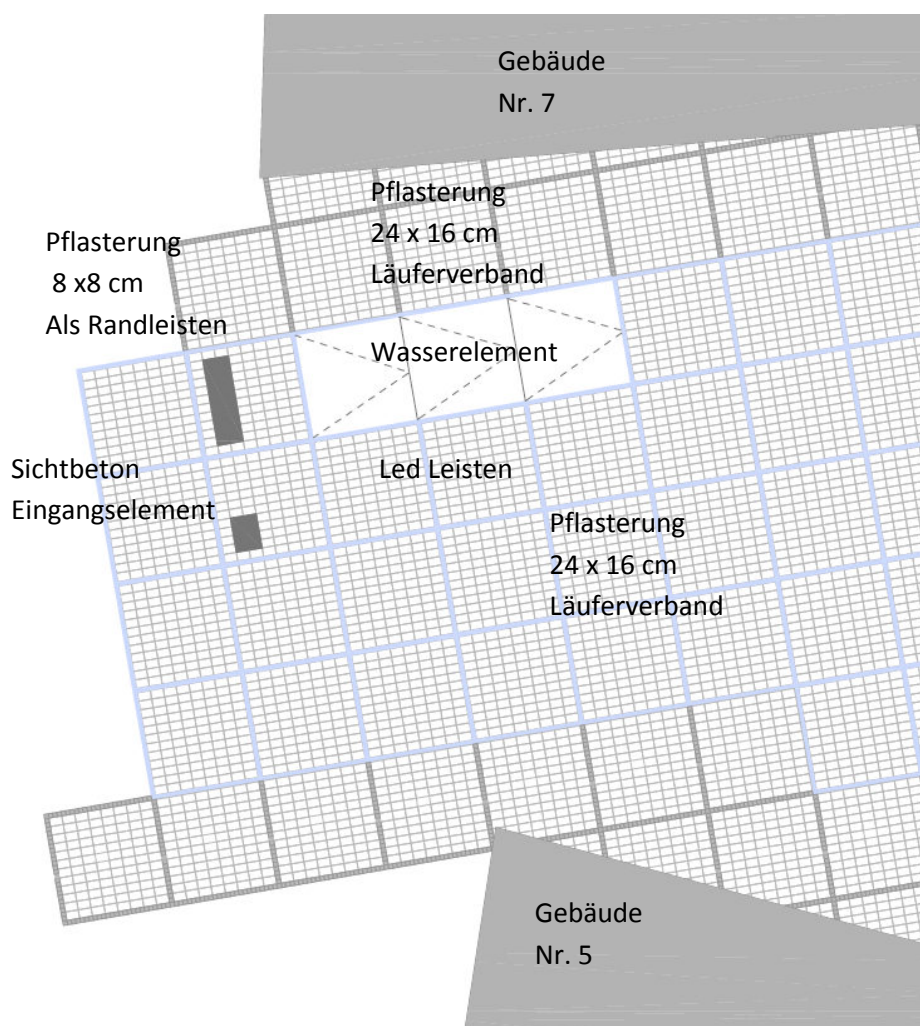 Gebäude
Nr. 7
Pflasterung
24 x 16 cm
Läuferverband
Pflasterung
8 x8 cm
Als Randleisten
Wasserelement
Sichtbeton
Eingangselement
Led Leisten
Pflasterung
24 x 16 cm
Läuferverband
Gebäude
Nr. 5